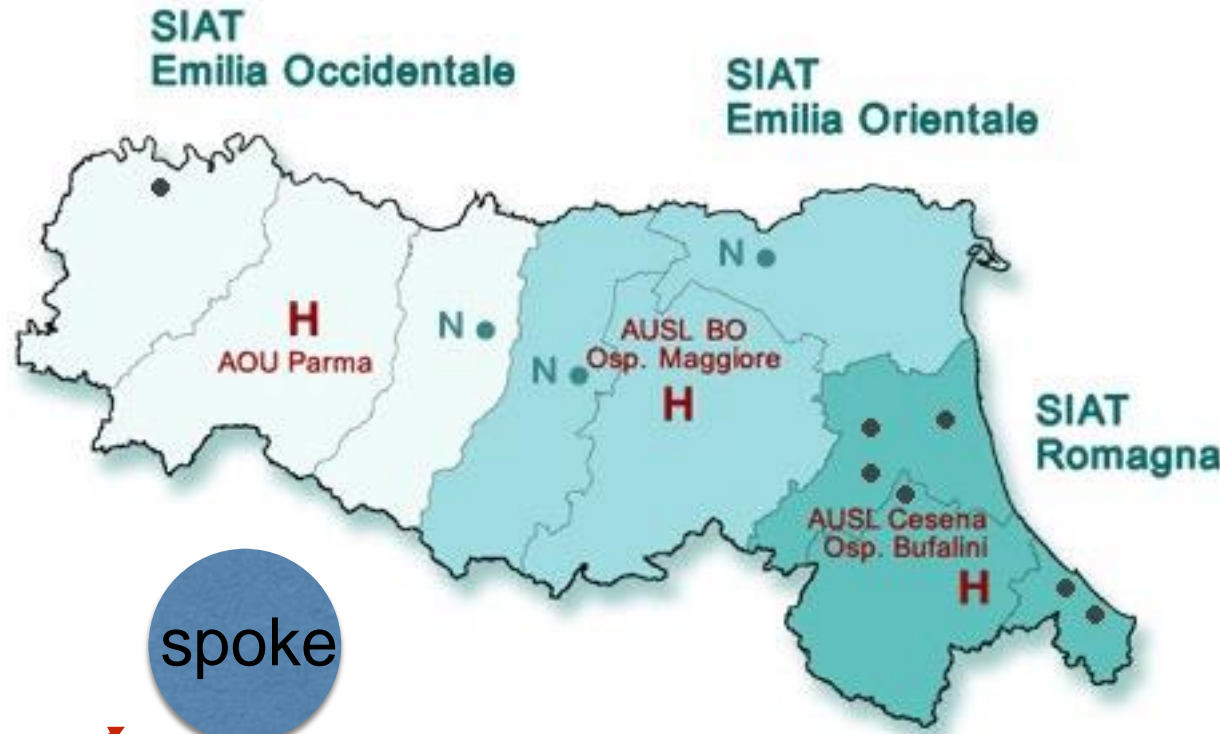 SIAT
Emilia Occidentale
SIAT
Emilia Orientale
N
H
AOU Parma
N
AUSL BO
Osp. Maggiore
N
H
SIAT
Romagna
AUSL Cesena
Osp. Bufalini
H
spoke